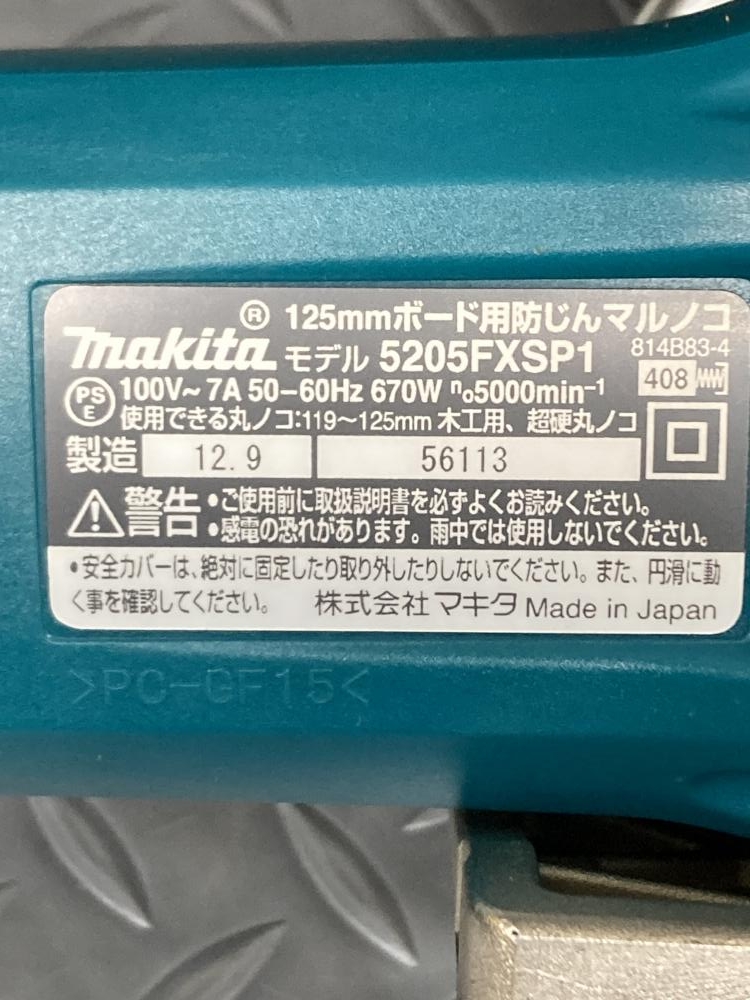 ® 125mmボード用防じんマルノコ
makita モデル 5205FXSP1 814B83-4
PSE 100V~ 7A 50-60Hz 670W n₀5000min⁻¹ 408
使用できる丸ノコ:119~125mm 木工用、超硬丸ノコ
製造 12.9 56113
警告 •ご使用前に取扱説明書を必ずよくお読みください。
•感電の恐れがあります。雨中では使用しないでください。
•安全カバーは、絶対に固定したり取り外したりしないでください。また、円滑に動
く事を確認してください。 株式会社 マキタ Made in Japan
>PC-GF15<